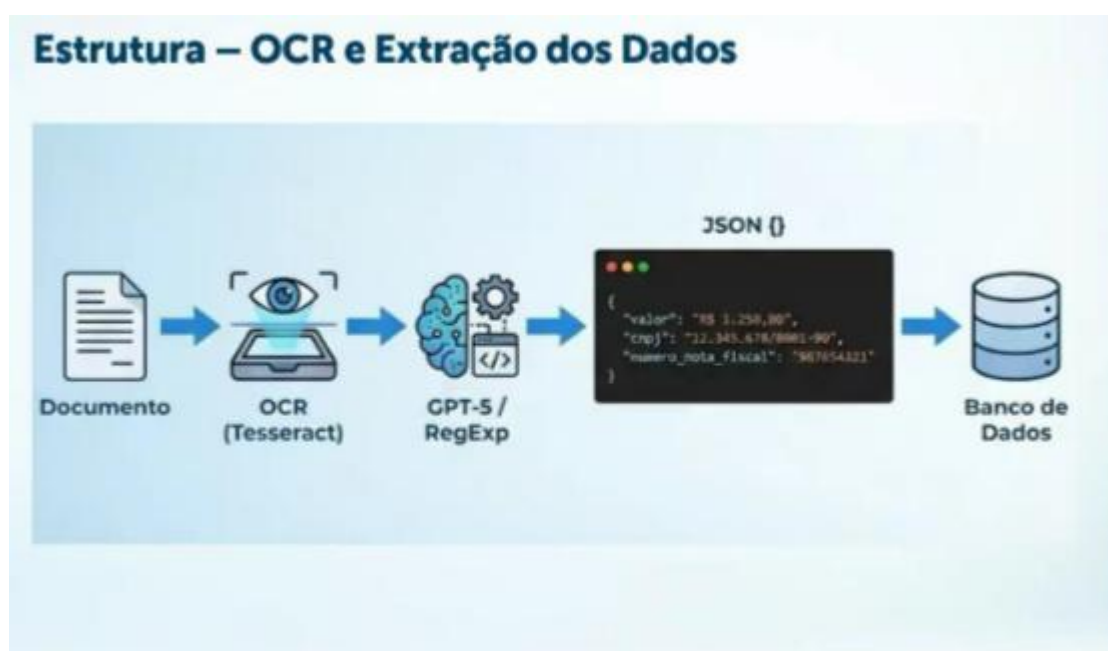 Estrutura – OCR e Extração dos Dados
JSON {}
{
"valor": "R$ 1.250,00",
"cnpj": "12.345.678/0001-90",
"numero_nota_fiscal": "987654321"
}
</>
Documento
OCR
(Tesseract)
GPT-5 /
RegExp
Banco de
Dados